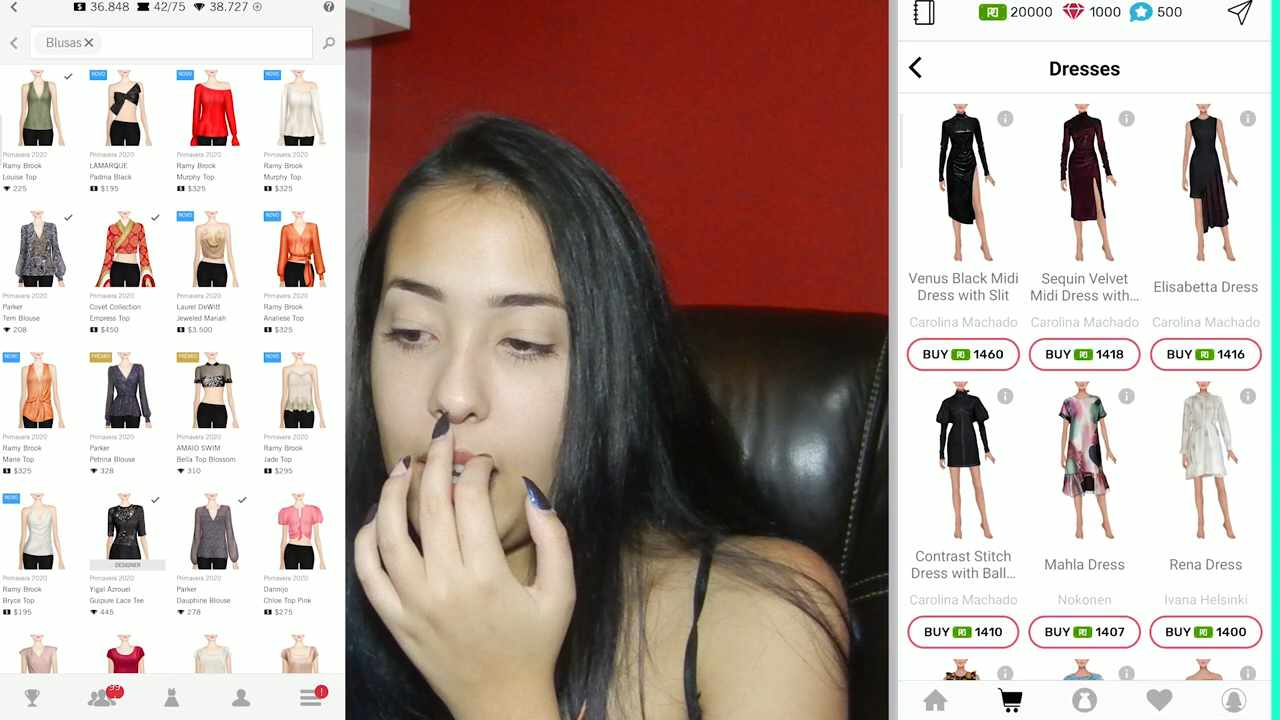 $ 36.848 42/75 38.727
Blusas
NOVO NOVO NOVO
Primavera 2020 Primavera 2020 Primavera 2020 Primavera 2020
Ramy Brook LAMARQUE Ramy Brook Ramy Brook
Louise Top Padma Black Murphy Top Murphy Top
225 $195 $325 $325
NOVO NOVO
Primavera 2020 Primavera 2020 Primavera 2020 Primavera 2020
Parker Covet Collection Laurel DeWitt Ramy Brook
Terri Blouse Empress Top Jeweled Mariah Analiese Top
208 $450 $3.500 $325
NOVO PRÊMIO PRÊMIO NOVO
Primavera 2020 Primavera 2020 Primavera 2020 Primavera 2020
Ramy Brook Parker AMAIO SWIM Ramy Brook
Marie Top Petrina Blouse Bella Top Blossom Jade Top
$325 328 310 $295
NOVO
DESIGNER
Primavera 2020 Primavera 2020 Primavera 2020 Primavera 2020
Ramy Brook Yigal Azrouel Parker Dannijo
Bryce Top Guipure Lace Tee Dauphine Blouse Chloe Top Pink
$195 445 278 $275
20000 1000 500
Dresses
Venus Black Midi Dress with Slit
Carolina Machado
BUY 1460
Sequin Velvet Midi Dress with...
Carolina Machado
BUY 1418
Elisabetta Dress
Carolina Machado
BUY 1416
Contrast Stitch Dress with Ball...
Carolina Machado
BUY 1410
Mahla Dress
Nokonen
BUY 1407
Rena Dress
Ivana Helsinki
BUY 1400